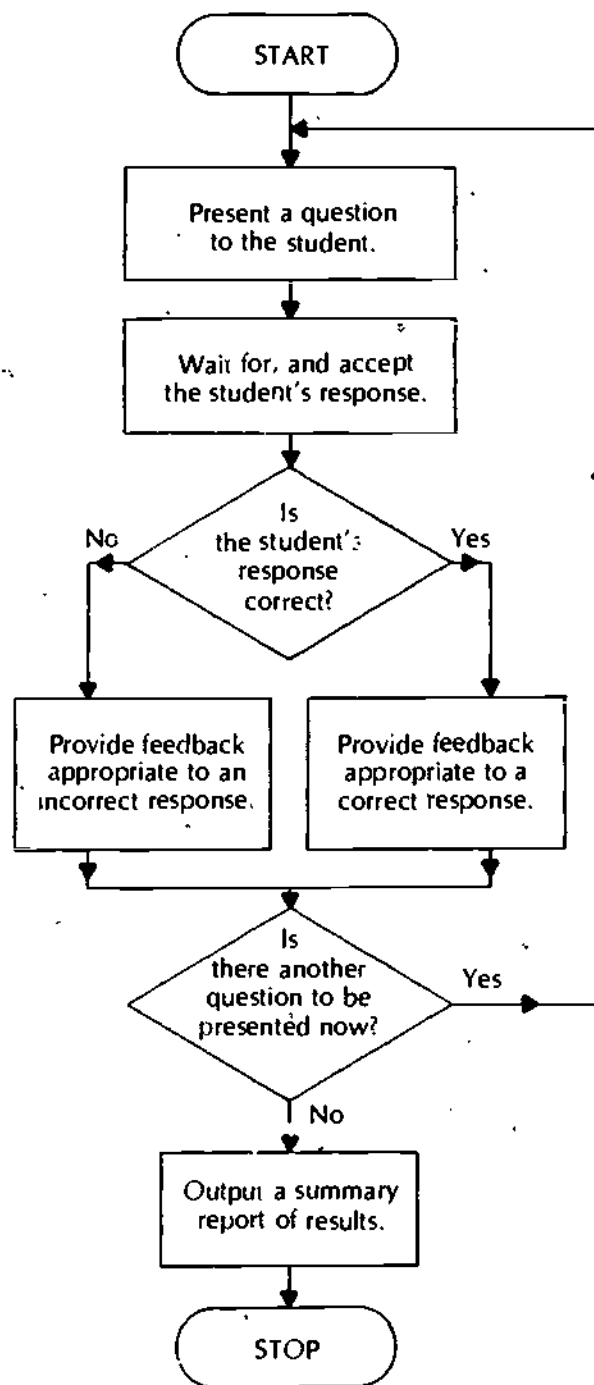 START
Present a question
to the student.
Wait for, and accept
the student's response.
Is
the student's
response
correct?
No
Yes
Provide feedback
appropriate to an
incorrect response.
Provide feedback
appropriate to a
correct response.
Is
there another
question to be
presented now?
Yes
No
Output a summary
report of results.
STOP